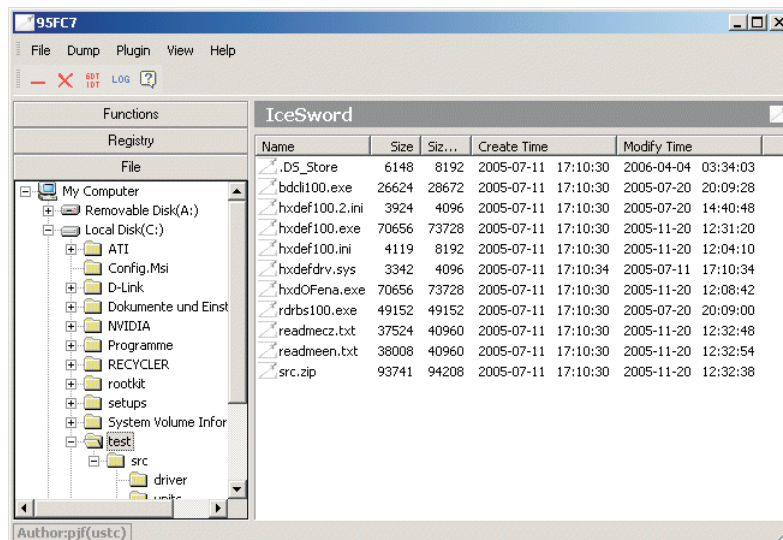 95FC7
File Dump Plugin View Help
GDT IDT LOG
Functions
Registry
File
My Computer
Removable Disk(A:)
Local Disk(C:)
ATI
Config.Msi
D-Link
Dokumente und Einst
NVIDIA
Programme
RECYCLER
rootkit
setups
System Volume Infor
test
src
driver
units
Author:pjf(ustc)
IceSword
Name Size Siz... Create Time Modify Time
.DS_Store 6148 8192 2005-07-11 17:10:30 2006-04-04 03:34:03
bdcli100.exe 26624 28672 2005-07-11 17:10:30 2005-07-20 20:09:28
hxdef100.2.ini 3924 4096 2005-07-11 17:10:30 2005-07-20 14:40:48
hxdef100.exe 70656 73728 2005-07-11 17:10:30 2005-11-20 12:31:20
hxdef100.ini 4119 8192 2005-07-11 17:10:30 2005-11-20 12:04:10
hxdefdrv.sys 3342 4096 2005-07-11 17:10:34 2005-07-11 17:10:34
hxdOFena.exe 70656 73728 2005-07-11 17:10:30 2005-11-20 12:08:42
rdrbs100.exe 49152 49152 2005-07-11 17:10:30 2005-07-20 20:09:00
readmecz.txt 37524 40960 2005-07-11 17:10:30 2005-11-20 12:32:48
readmeen.txt 38008 40960 2005-07-11 17:10:30 2005-11-20 12:32:54
src.zip 93741 94208 2005-07-11 17:10:30 2005-11-20 12:32:38